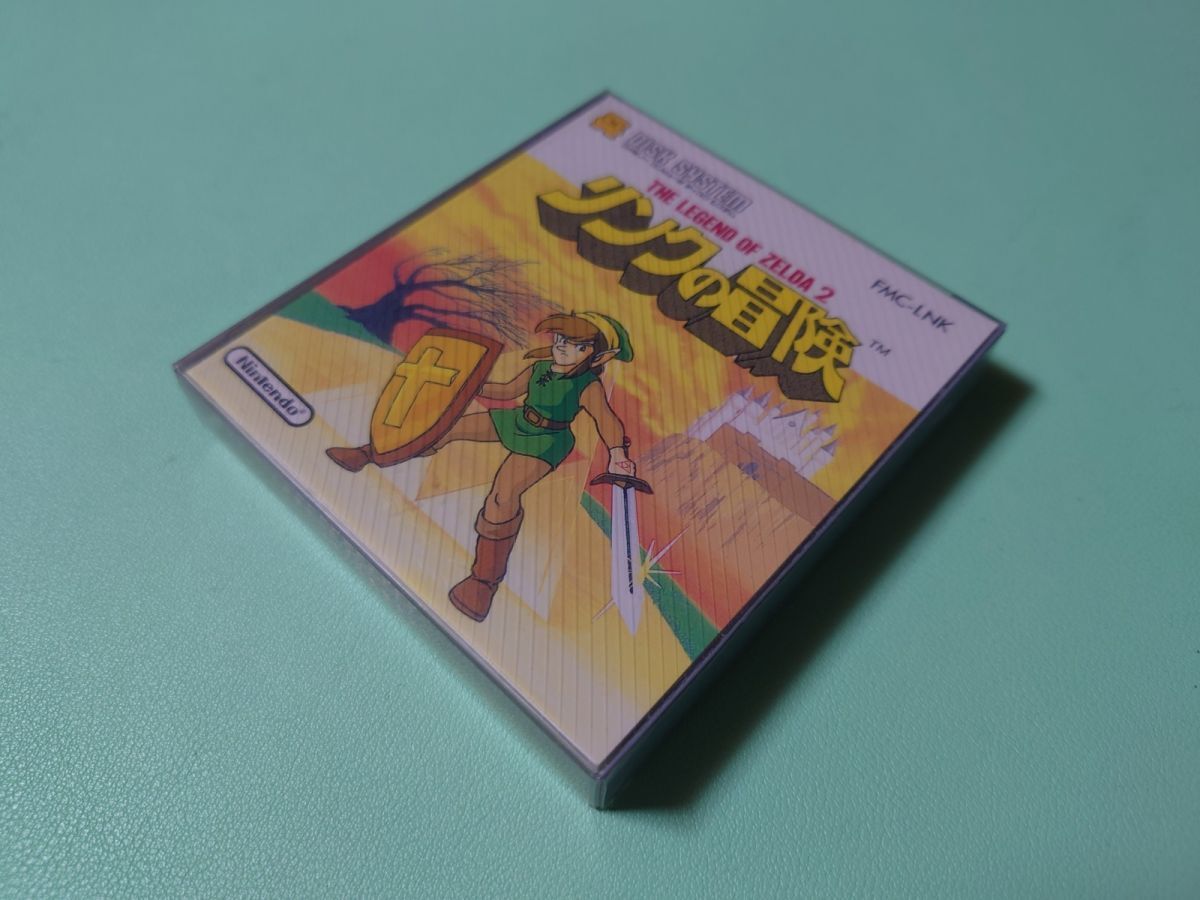 DISK SYSTEM
THE LEGEND OF ZELDA 2
リンクの冒険
TM
FMC-LNK
Nintendo®